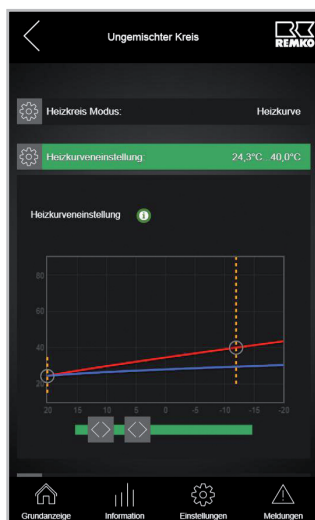 Ungemischter Kreis
REMKO
Heizkreis Modus: Heizkurve
Heizkurveneinstellung: 24,3°C 40,0°C
Heizkurveneinstellung i
80
60
40
20
20 15 10 5 0 -5 -10 -15 -20
Grundanzeige Information Einstellungen Meldungen